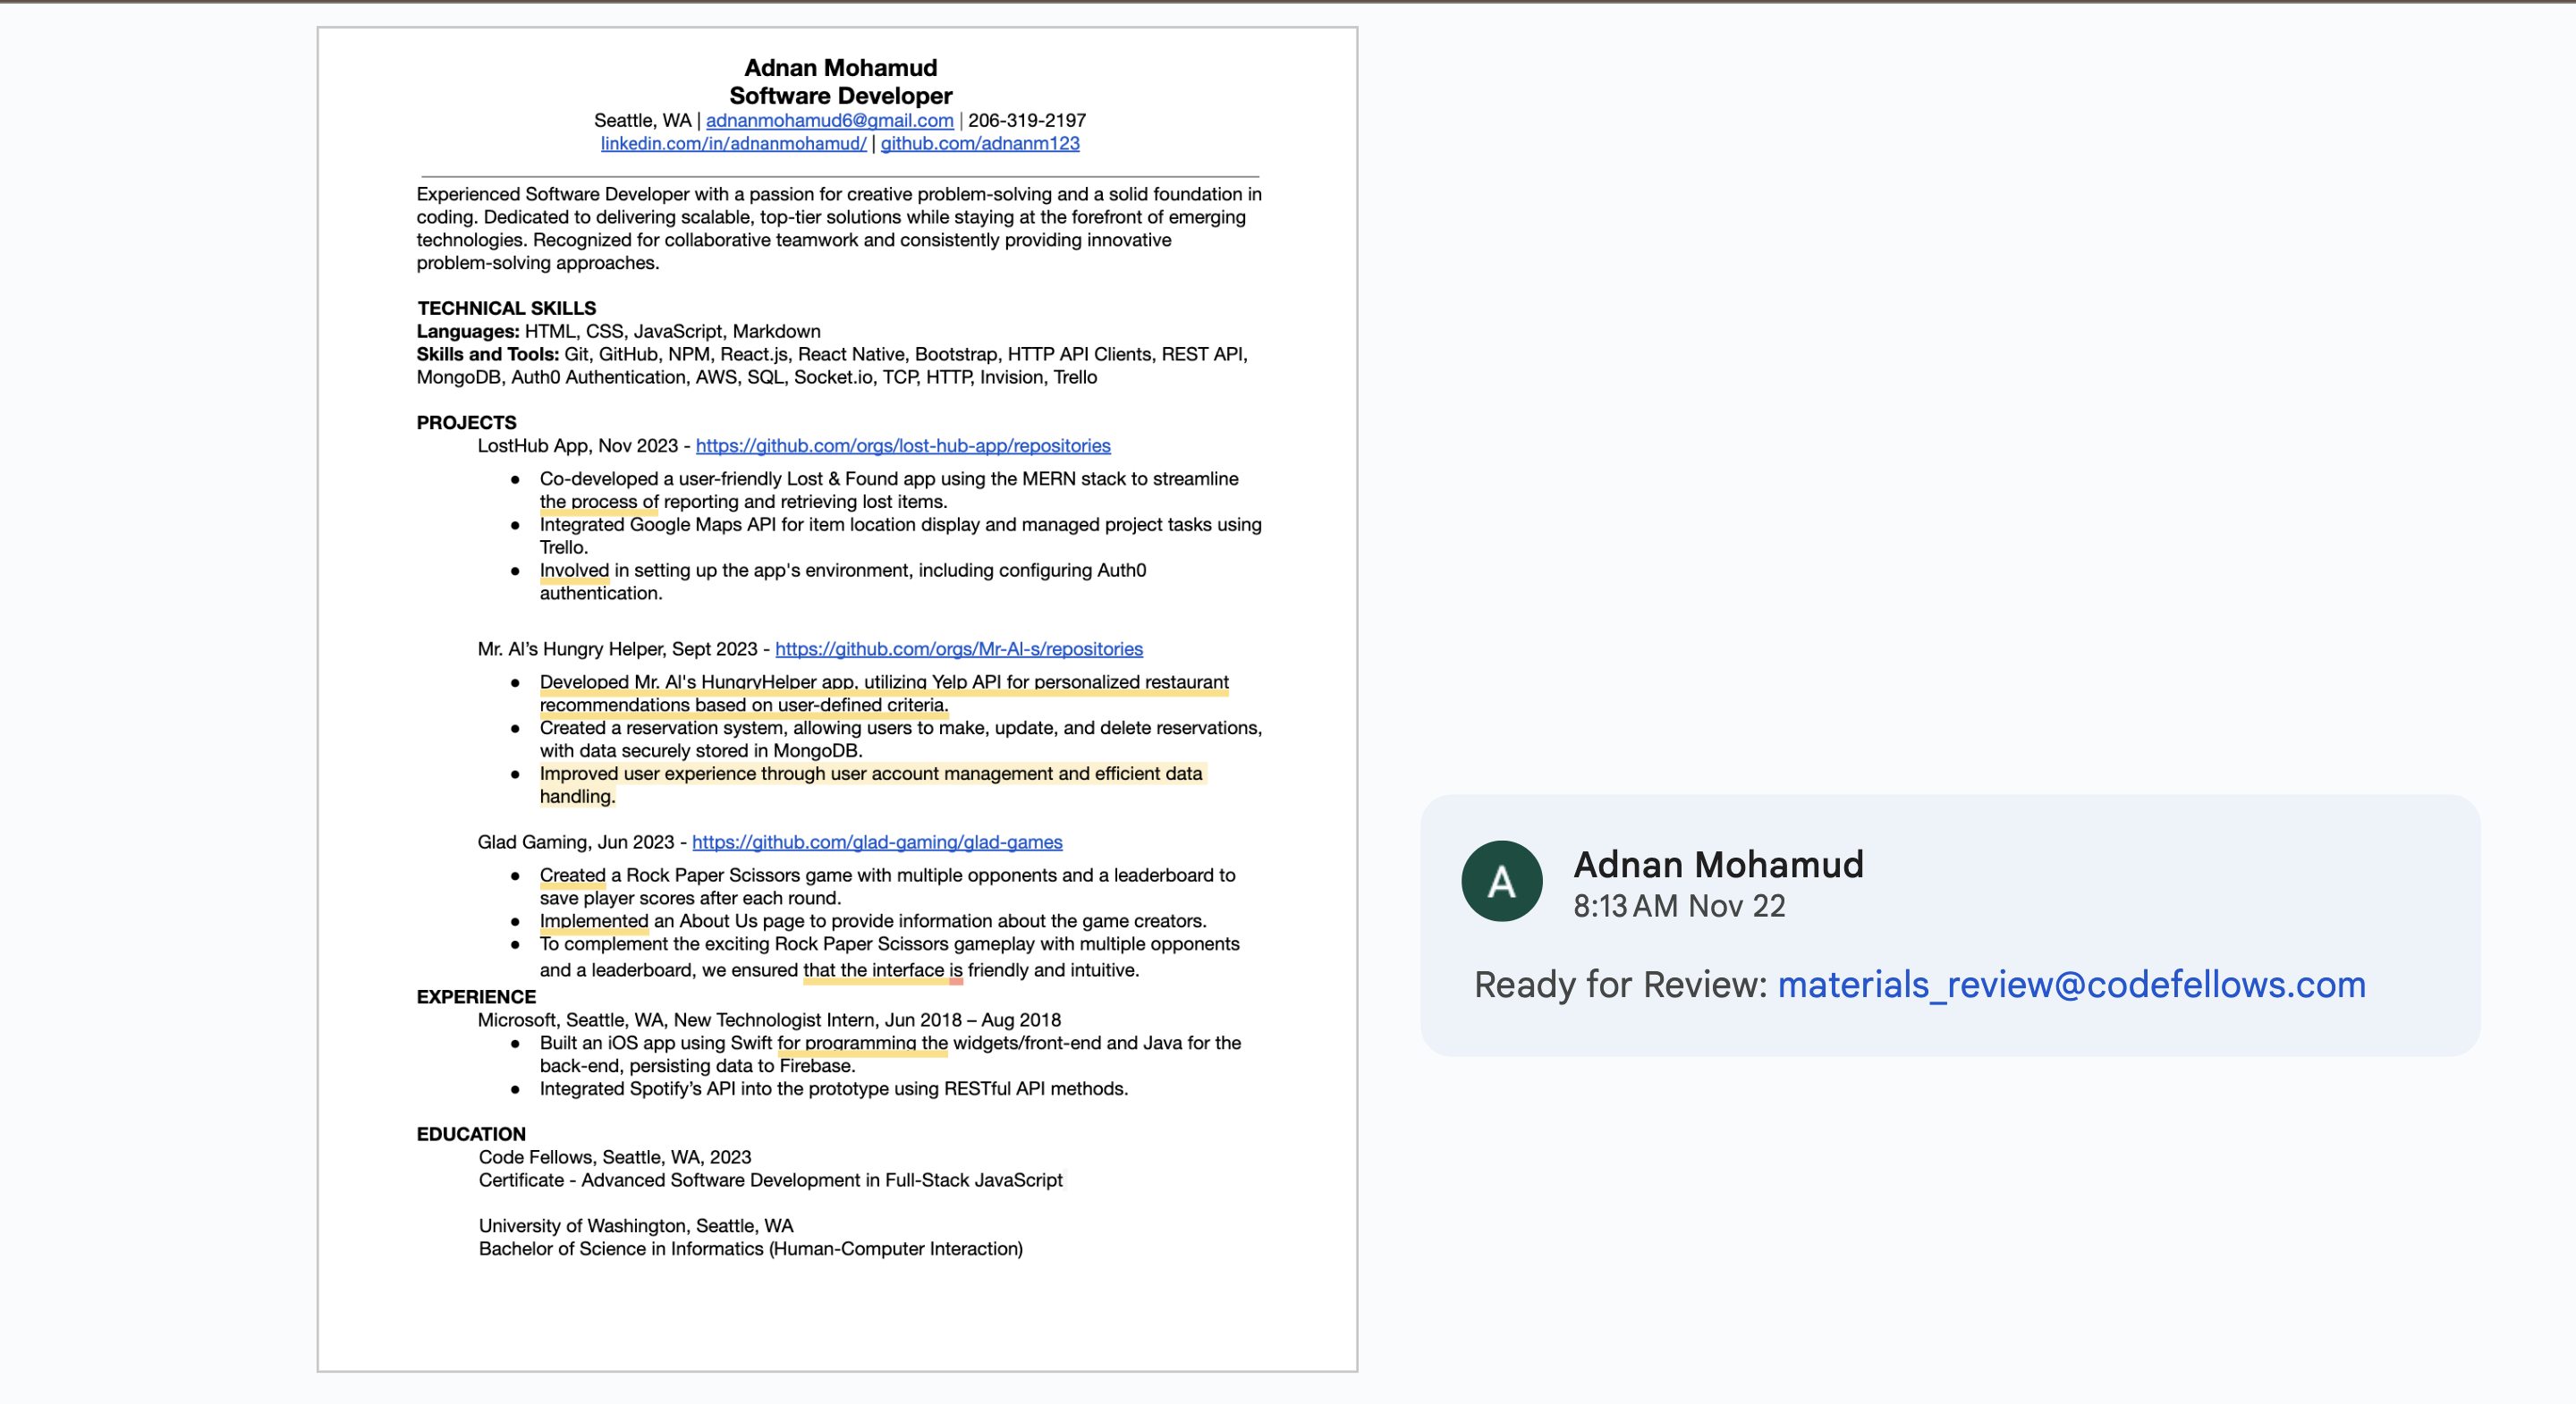 Adnan Mohamud
Software Developer
Seattle, WA | adnanmohamud6@gmail.com | 206-319-2197
linkedin.com/in/adnanmohamud/ | github.com/adnanm123
Experienced Software Developer with a passion for creative problem-solving and a solid foundation in
coding. Dedicated to delivering scalable, top-tier solutions while staying at the forefront of emerging
technologies. Recognized for collaborative teamwork and consistently providing innovative
problem-solving approaches.
TECHNICAL SKILLS
Languages: HTML, CSS, JavaScript, Markdown
Skills and Tools: Git, GitHub, NPM, React.js, React Native, Bootstrap, HTTP API Clients, REST API,
MongoDB, Auth0 Authentication, AWS, SQL, Socket.io, TCP, HTTP, Invision, Trello
PROJECTS
LostHub App, Nov 2023 - https://github.com/orgs/lost-hub-app/repositories
● Co-developed a user-friendly Lost & Found app using the MERN stack to streamline
the process of reporting and retrieving lost items.
● Integrated Google Maps API for item location display and managed project tasks using
Trello.
● Involved in setting up the app's environment, including configuring Auth0
authentication.
Mr. Al’s Hungry Helper, Sept 2023 - https://github.com/orgs/Mr-Al-s/repositories
● Developed Mr. Al's HungryHelper app, utilizing Yelp API for personalized restaurant
recommendations based on user-defined criteria.
● Created a reservation system, allowing users to make, update, and delete reservations,
with data securely stored in MongoDB.
● Improved user experience through user account management and efficient data
handling.
Glad Gaming, Jun 2023 - https://github.com/glad-gaming/glad-games
● Created a Rock Paper Scissors game with multiple opponents and a leaderboard to
save player scores after each round.
● Implemented an About Us page to provide information about the game creators.
● To complement the exciting Rock Paper Scissors gameplay with multiple opponents
and a leaderboard, we ensured that the interface is friendly and intuitive.
EXPERIENCE
Microsoft, Seattle, WA, New Technologist Intern, Jun 2018 – Aug 2018
● Built an iOS app using Swift for programming the widgets/front-end and Java for the
back-end, persisting data to Firebase.
● Integrated Spotify’s API into the prototype using RESTful API methods.
EDUCATION
Code Fellows, Seattle, WA, 2023
Certificate - Advanced Software Development in Full-Stack JavaScript
University of Washington, Seattle, WA
Bachelor of Science in Informatics (Human-Computer Interaction)
A
Adnan Mohamud
8:13 AM Nov 22
Ready for Review: materials_review@codefellows.com